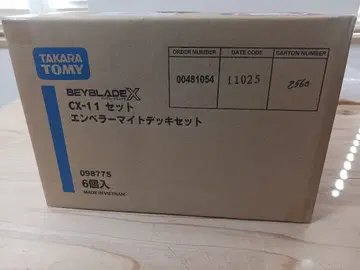 TAKARA
TOMY
ORDER NUMBER
DATE CODE
CARTON NUMBER
00481054
11025
2560
BEYBLADE X
CX-11 セット
エンペラーマイトデッキセット
098775
6個入
MADE IN VIETNAM